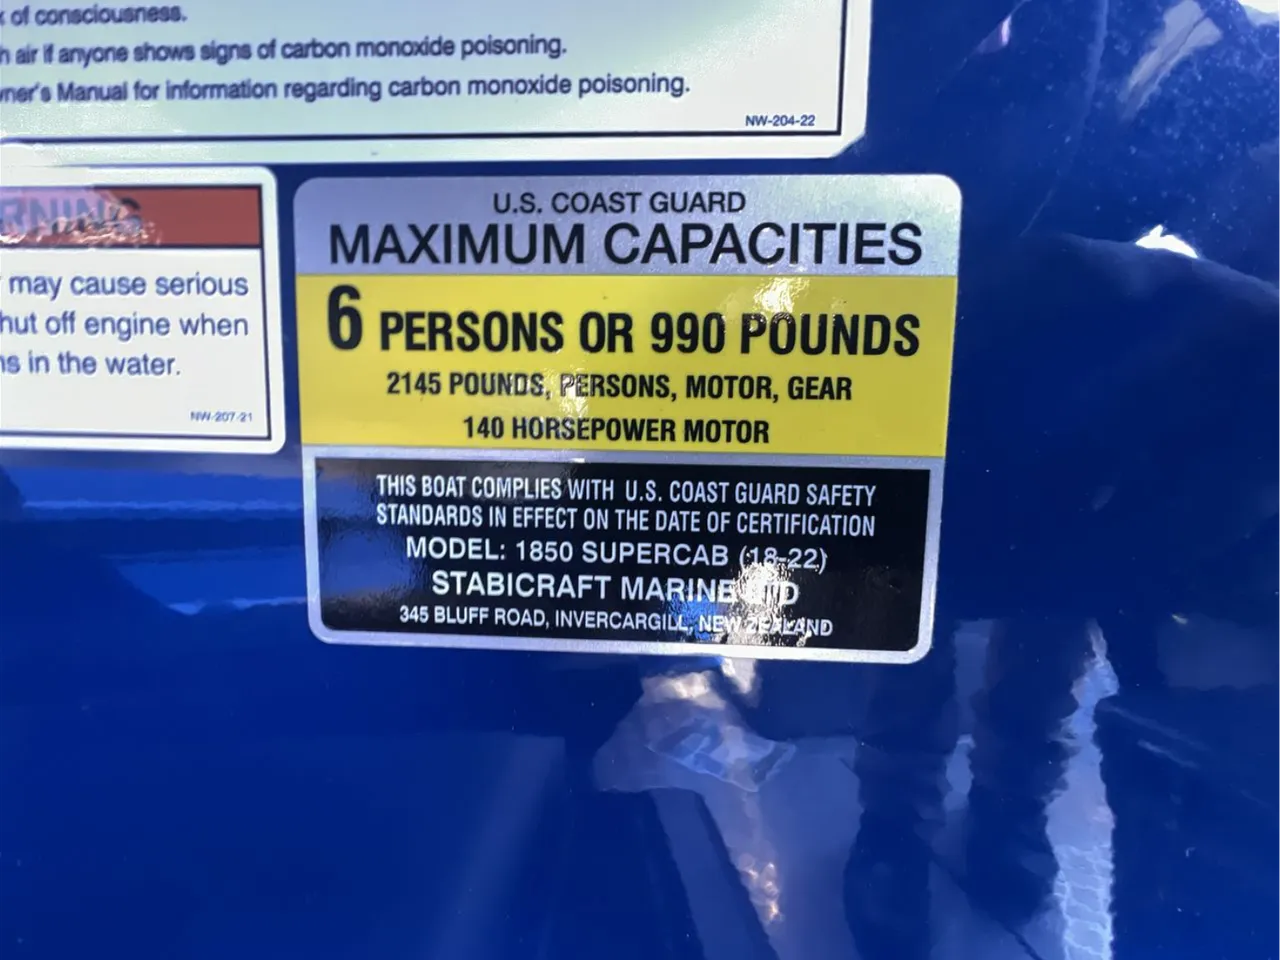 of consciousness.
air if anyone shows signs of carbon monoxide poisoning.
Manual for information regarding carbon monoxide poisoning.
NW-204-22
may cause serious
off engine when
in the water.
NW-207-21
U.S. COAST GUARD
MAXIMUM CAPACITIES
6 PERSONS OR 990 POUNDS
2145 POUNDS, PERSONS, MOTOR, GEAR
140 HORSEPOWER MOTOR
THIS BOAT COMPLIES WITH U.S. COAST GUARD SAFETY
STANDARDS IN EFFECT ON THE DATE OF CERTIFICATION
MODEL: 1850 SUPERCAB (18-22)
STABICRAFT MARINE LTD
345 BLUFF ROAD, INVERCARGILL, NEW ZEALAND